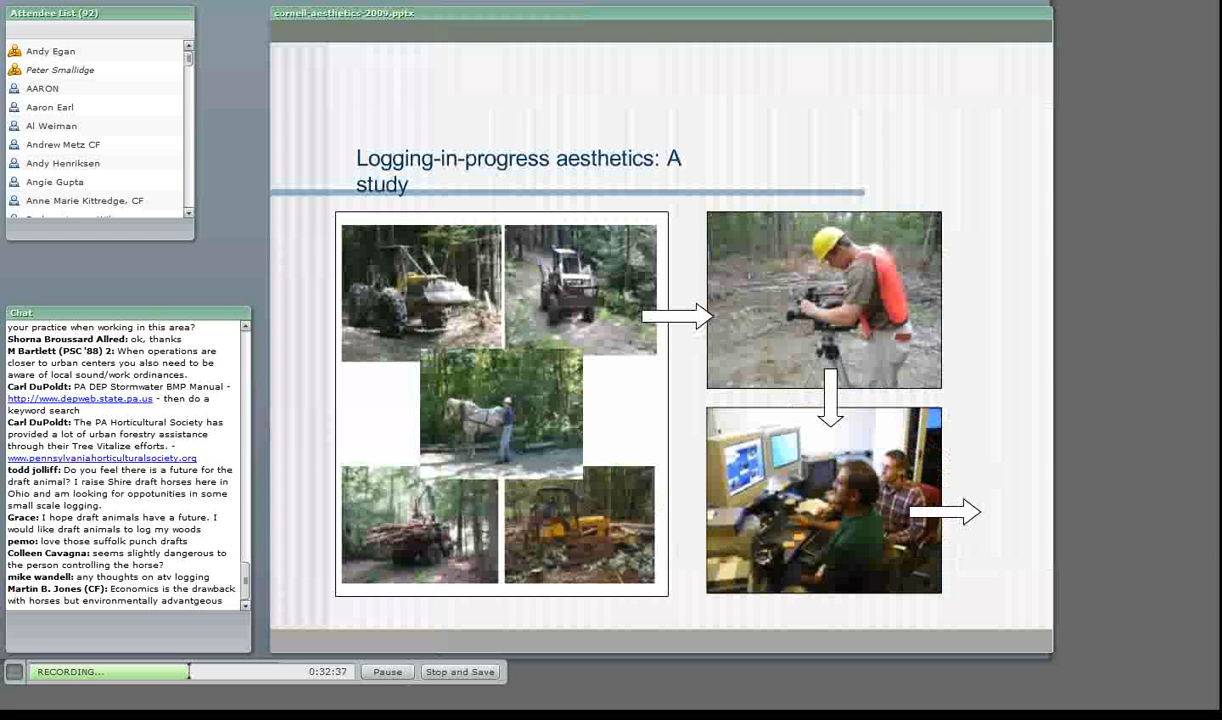 Attendee List (92)
Andy Egan
Peter Smallidge
AARON
Aaron Earl
Al Weiman
Andrew Metz CF
Andy Henriksen
Angie Gupta
Anne Marie Kittredge, CF
Chat
your practice when working in this area?
Shorna Broussard Allred: ok, thanks
M Bartlett (PSC '88) 2: When operations are
closer to urban centers you also need to be
aware of local sound/work ordinances.
Carl DuPoldt: PA DEP Stormwater BMP Manual -
http://www.depweb.state.pa.us - then do a
keyword search
Carl DuPoldt: The PA Horticultural Society has
provided a lot of urban forestry assistance
through their Tree Vitalize efforts. -
www.pennsylvaniahorticulturalsociety.org
todd jolliff: Do you feel there is a future for the
draft animal? I raise Shire draft horses here in
Ohio and am looking for oppotunities in some
small scale logging.
Grace: I hope draft animals have a future. I
would like draft animals to log my woods
pemo: love those suffolk punch drafts
Colleen Cavagna: seems slightly dangerous to
the person controlling the horse?
mike wandell: any thoughts on atv logging
Martin B. Jones (CF): Economics is the drawback
with horses but environmentally advantgeous
cornell-aesthetics-2009.pptx
Logging-in-progress aesthetics: A
study
RECORDING...
0:32:37
Pause
Stop and Save